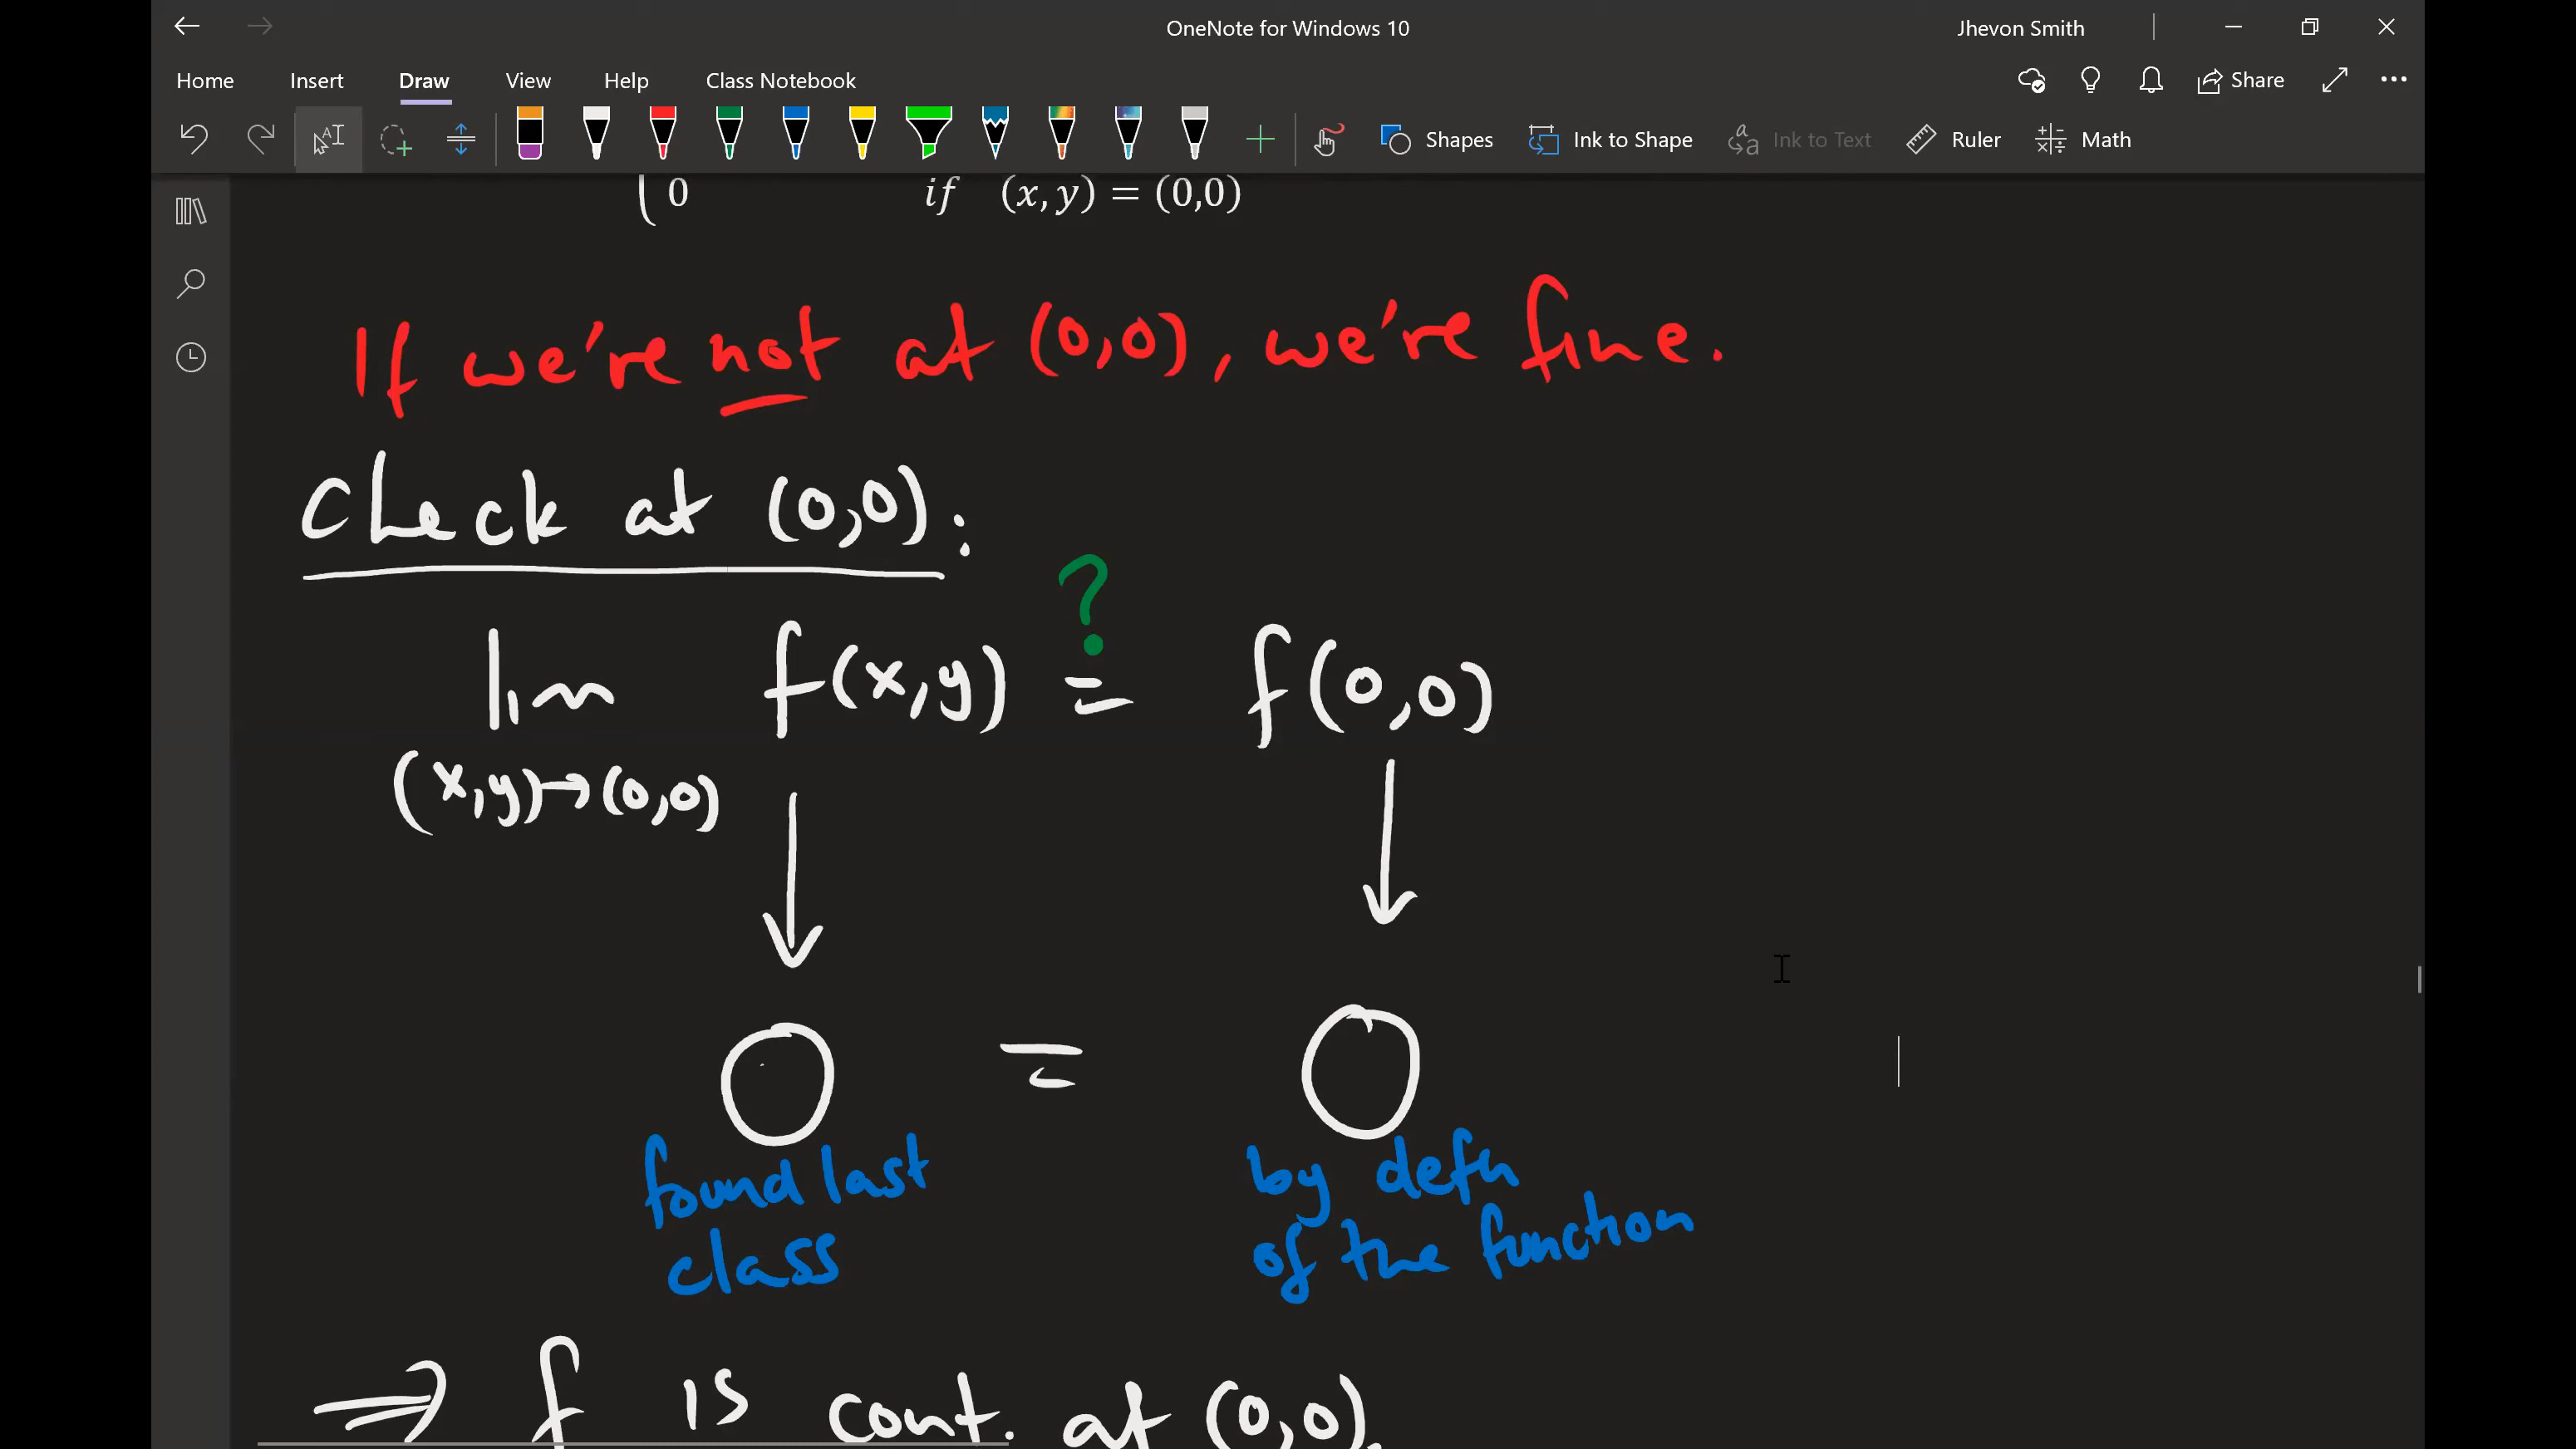 OneNote for Windows 10
Jhevon Smith
Home Insert Draw View Help Class Notebook
Share
Shapes Ink to Shape Ink to Text Ruler Math
0 if (x, y) = (0,0)
If we're not at (0,0), we're fine.
Check at (0,0):
?
lim f(x,y) = f(0,0)
(x,y)→(0,0)
0 = 0
found last
class
by defn
of the function
⇒ f is cont. at (0,0).